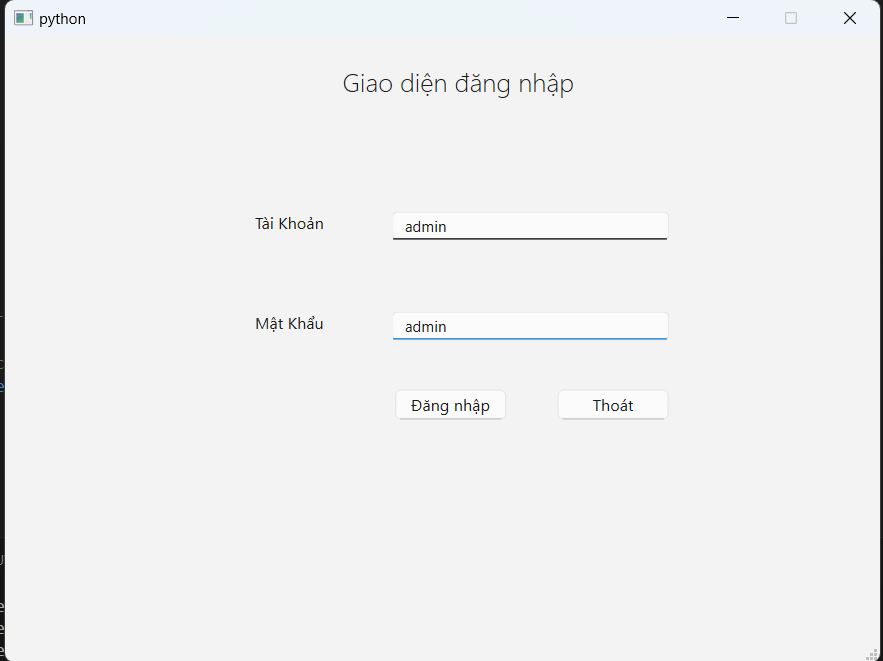 python
Giao diện đăng nhập
Tài Khoản admin
Mật Khẩu admin
Đăng nhập Thoát